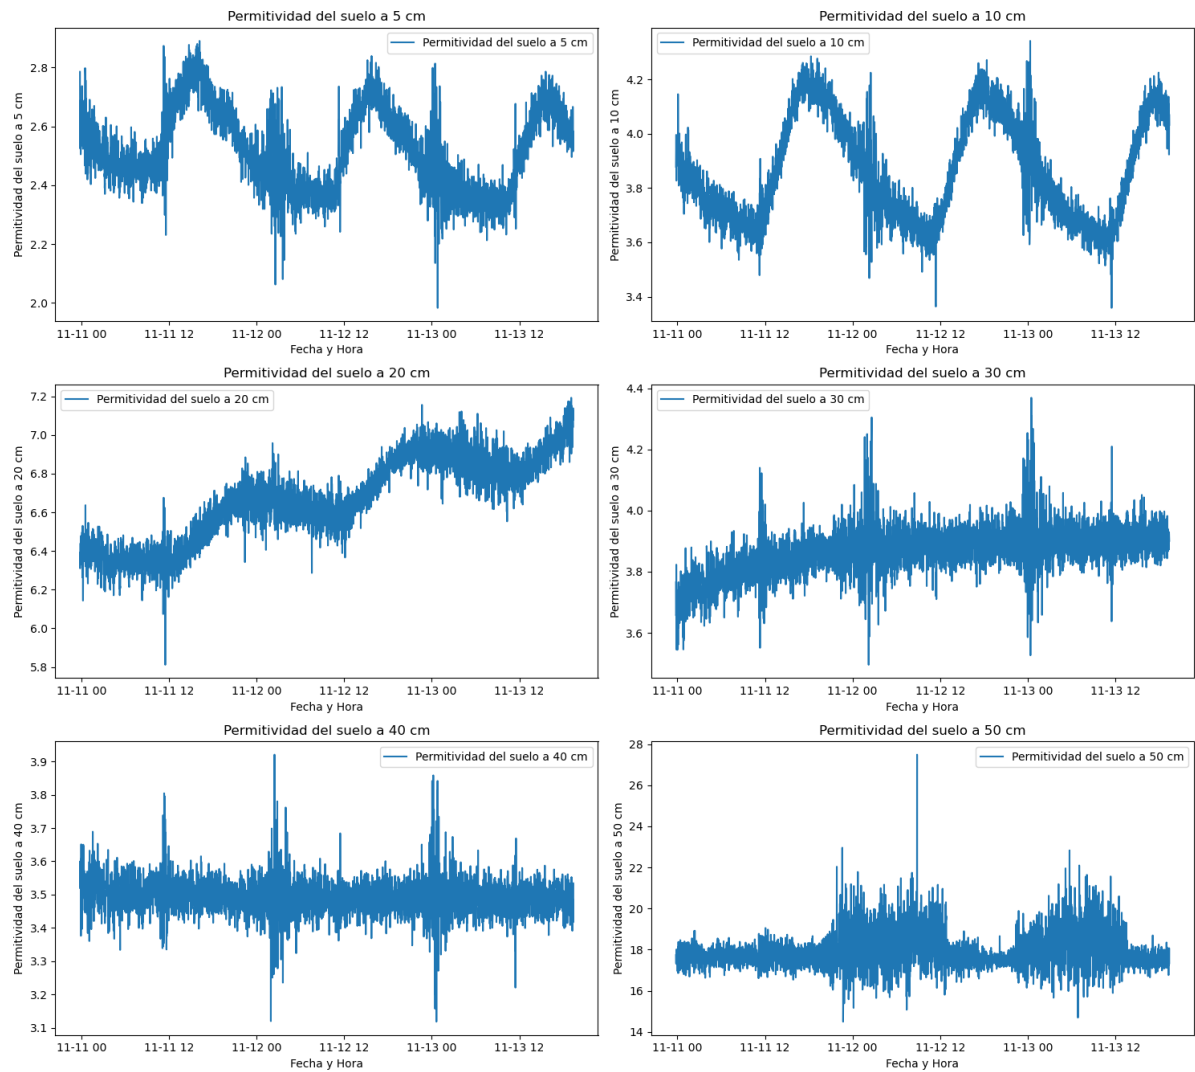 Permitividad del suelo a 5 cm
Permitividad del suelo a 5 cm
Permitividad del suelo a 5 cm
2.8
2.6
2.4
2.2
2.0
11-11 00 11-11 12 11-12 00 11-12 12 11-13 00 11-13 12
Fecha y Hora
Permitividad del suelo a 10 cm
Permitividad del suelo a 10 cm
Permitividad del suelo a 10 cm
4.2
4.0
3.8
3.6
3.4
11-11 00 11-11 12 11-12 00 11-12 12 11-13 00 11-13 12
Fecha y Hora
Permitividad del suelo a 20 cm
Permitividad del suelo a 20 cm
Permitividad del suelo a 20 cm
7.2
7.0
6.8
6.6
6.4
6.2
6.0
5.8
11-11 00 11-11 12 11-12 00 11-12 12 11-13 00 11-13 12
Fecha y Hora
Permitividad del suelo a 30 cm
Permitividad del suelo a 30 cm
Permitividad del suelo a 30 cm
4.4
4.2
4.0
3.8
3.6
11-11 00 11-11 12 11-12 00 11-12 12 11-13 00 11-13 12
Fecha y Hora
Permitividad del suelo a 40 cm
Permitividad del suelo a 40 cm
Permitividad del suelo a 40 cm
3.9
3.8
3.7
3.6
3.5
3.4
3.3
3.2
3.1
11-11 00 11-11 12 11-12 00 11-12 12 11-13 00 11-13 12
Fecha y Hora
Permitividad del suelo a 50 cm
Permitividad del suelo a 50 cm
Permitividad del suelo a 50 cm
28
26
24
22
20
18
16
14
11-11 00 11-11 12 11-12 00 11-12 12 11-13 00 11-13 12
Fecha y Hora